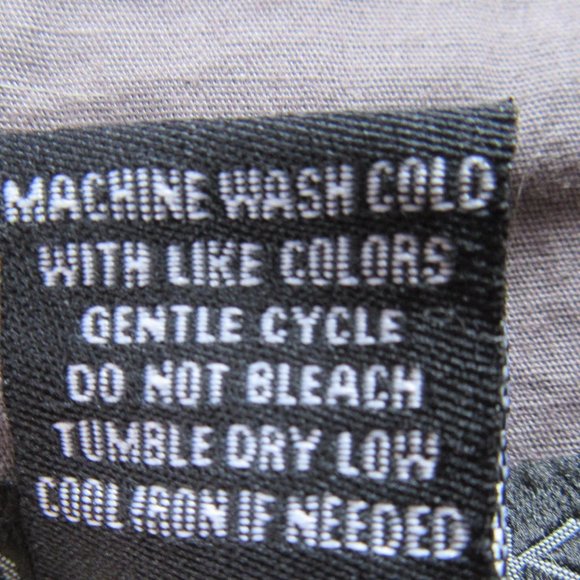 MACHINE WASH COLD
WITH LIKE COLORS
GENTLE CYCLE
DO NOT BLEACH
TUMBLE DRY LOW
COOL IRON IF NEEDED